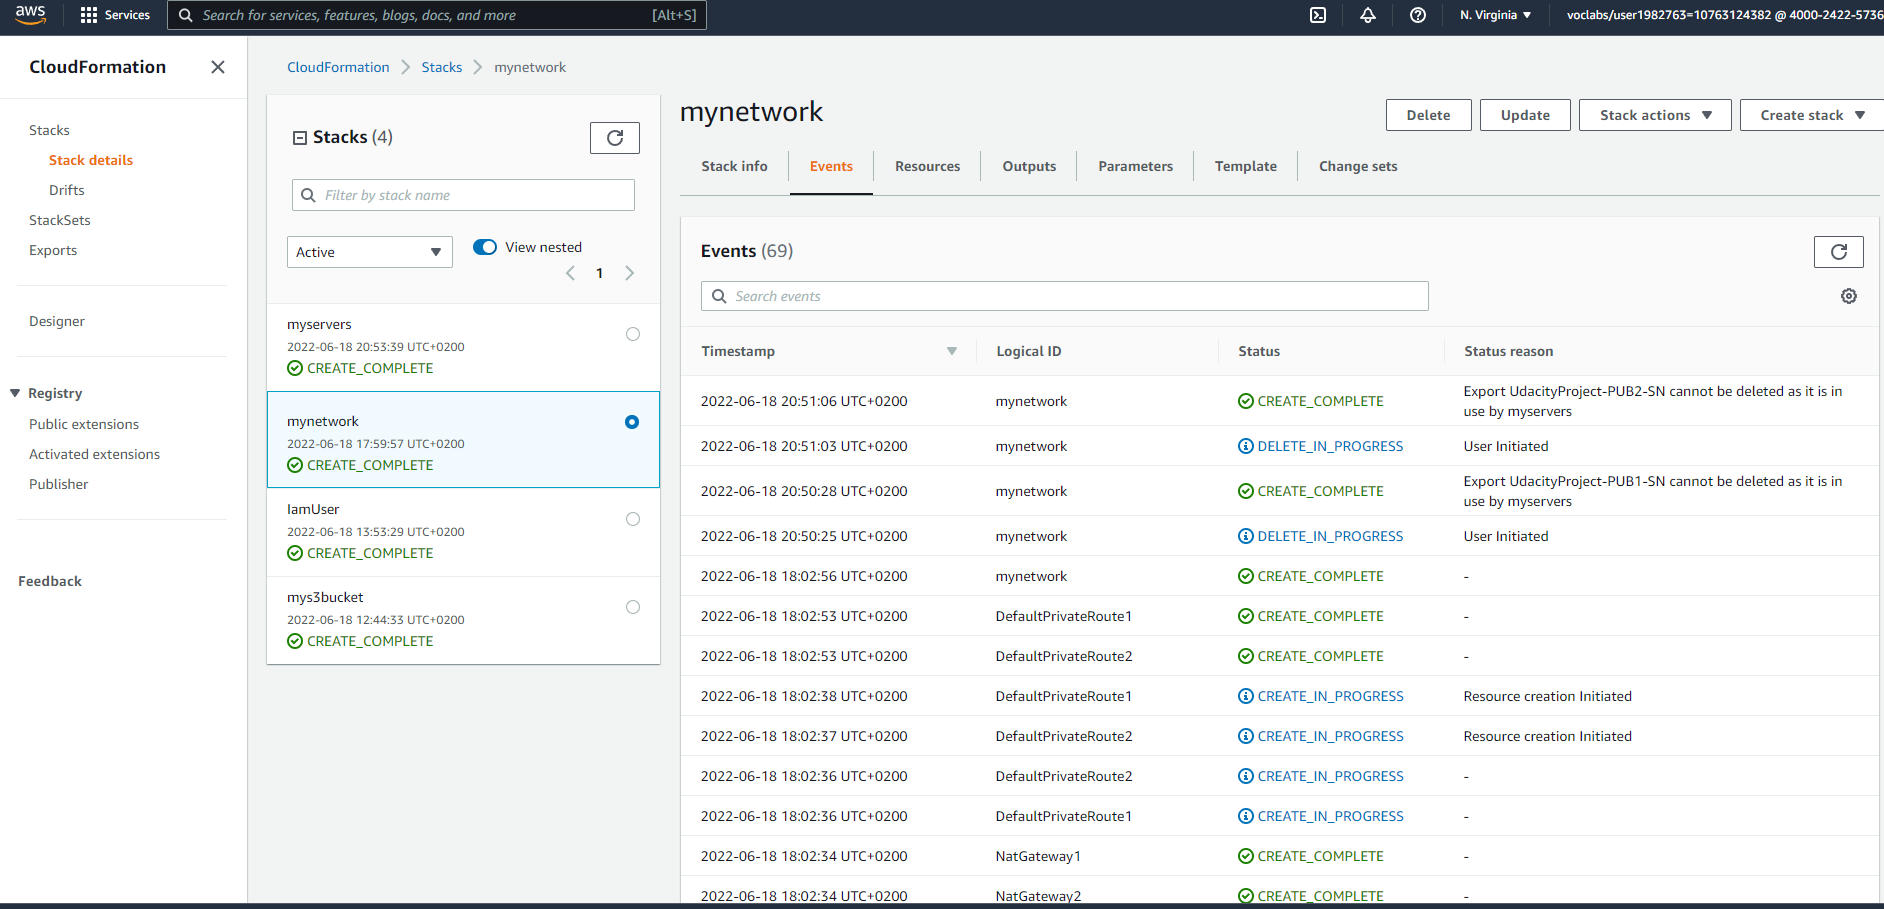 aws
Services
Search for services, features, blogs, docs, and more
[Alt+S]
N. Virginia
voclabs/user1982763=10763124382 @ 4000-2422-5736
CloudFormation
Stacks
Stack details
Drifts
StackSets
Exports
Designer
Registry
Public extensions
Activated extensions
Publisher
Feedback
CloudFormation
Stacks
mynetwork
Stacks (4)
Filter by stack name
Active
View nested
1
myservers
2022-06-18 20:53:39 UTC+0200
CREATE_COMPLETE
mynetwork
2022-06-18 17:59:57 UTC+0200
CREATE_COMPLETE
IamUser
2022-06-18 13:53:29 UTC+0200
CREATE_COMPLETE
mys3bucket
2022-06-18 12:44:33 UTC+0200
CREATE_COMPLETE
mynetwork
Delete
Update
Stack actions
Create stack
Stack info
Events
Resources
Outputs
Parameters
Template
Change sets
Events (69)
Search events
Timestamp Logical ID Status Status reason
2022-06-18 20:51:06 UTC+0200 mynetwork CREATE_COMPLETE Export UdacityProject-PUB2-SN cannot be deleted as it is in
use by myservers
2022-06-18 20:51:03 UTC+0200 mynetwork DELETE_IN_PROGRESS User Initiated
2022-06-18 20:50:28 UTC+0200 mynetwork CREATE_COMPLETE Export UdacityProject-PUB1-SN cannot be deleted as it is in
use by myservers
2022-06-18 20:50:25 UTC+0200 mynetwork DELETE_IN_PROGRESS User Initiated
2022-06-18 18:02:56 UTC+0200 mynetwork CREATE_COMPLETE -
2022-06-18 18:02:53 UTC+0200 DefaultPrivateRoute1 CREATE_COMPLETE -
2022-06-18 18:02:53 UTC+0200 DefaultPrivateRoute2 CREATE_COMPLETE -
2022-06-18 18:02:38 UTC+0200 DefaultPrivateRoute1 CREATE_IN_PROGRESS Resource creation Initiated
2022-06-18 18:02:37 UTC+0200 DefaultPrivateRoute2 CREATE_IN_PROGRESS Resource creation Initiated
2022-06-18 18:02:36 UTC+0200 DefaultPrivateRoute2 CREATE_IN_PROGRESS -
2022-06-18 18:02:36 UTC+0200 DefaultPrivateRoute1 CREATE_IN_PROGRESS -
2022-06-18 18:02:34 UTC+0200 NatGateway1 CREATE_COMPLETE -
2022-06-18 18:02:34 UTC+0200 NatGateway2 CREATE_COMPLETE -